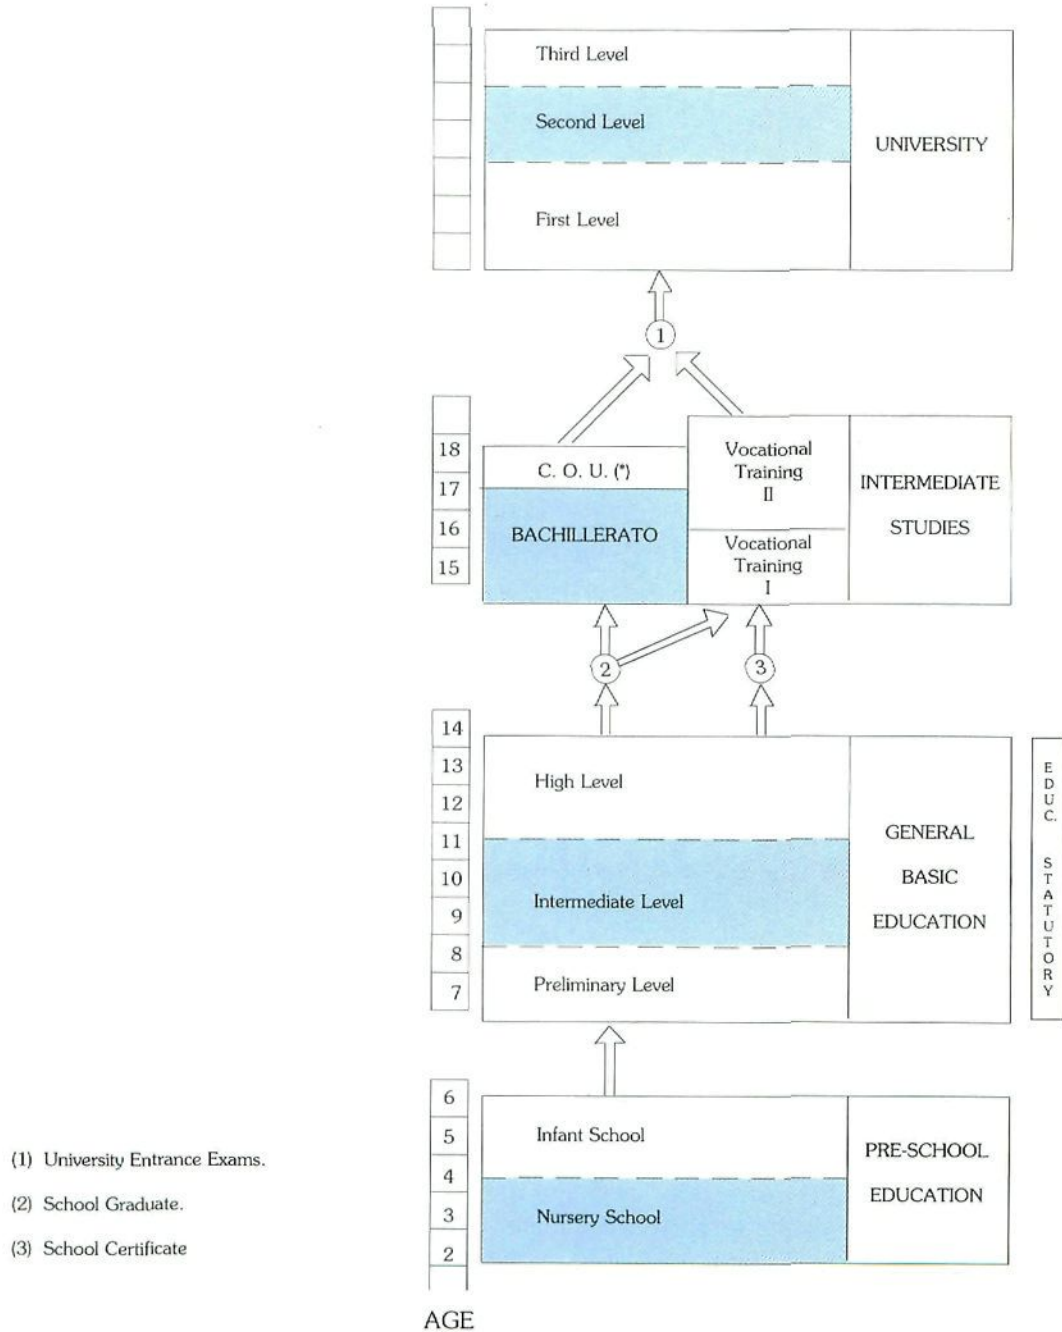 Third Level
Second Level
First Level
UNIVERSITY
1
18
17
16
15
C. O. U. (*)
BACHILLERATO
Vocational
Training
II
Vocational
Training
I
INTERMEDIATE
STUDIES
2
3
14
13
12
11
10
9
8
7
High Level
Intermediate Level
Preliminary Level
GENERAL
BASIC
EDUCATION
EDUC. STATUTORY
6
5
4
3
2
Infant School
Nursery School
PRE-SCHOOL
EDUCATION
(1) University Entrance Exams.
(2) School Graduate.
(3) School Certificate
AGE